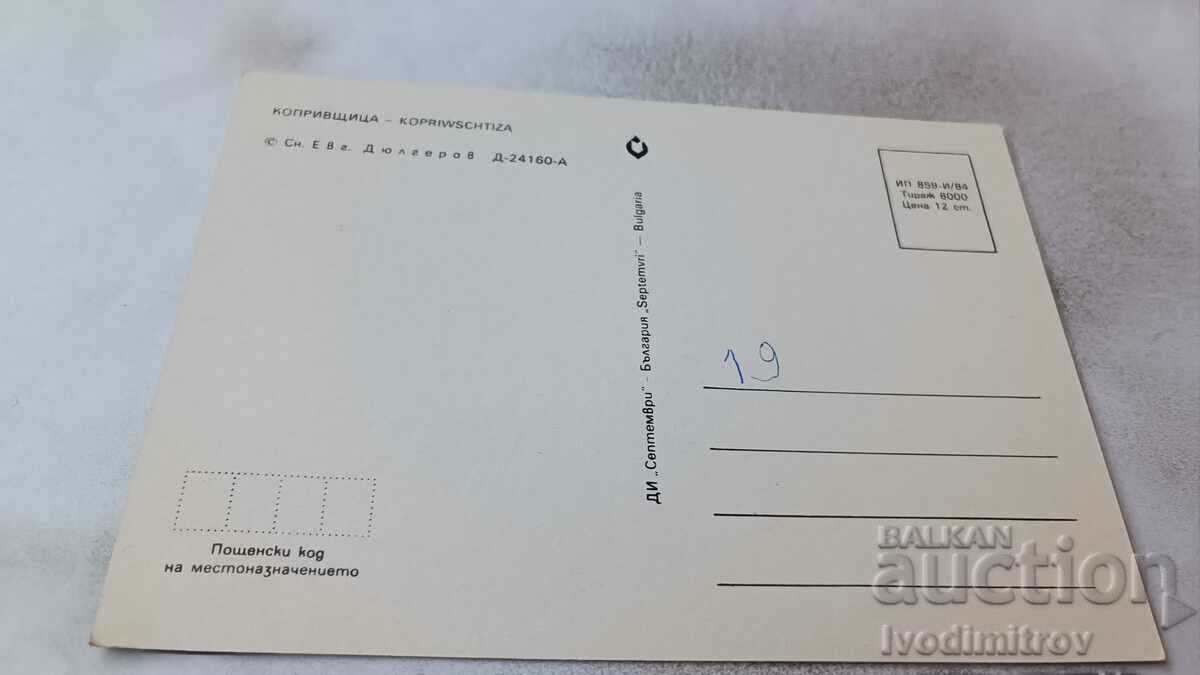 КОПРИВЩИЦА – KOPRIWSCHTIZA
© Сн. Евг. Дюлгеров Д-24160-А
ИП 859-И/84
Тираж 8000
Цена 12 ст.
ДИ „Септември" - България „Septemvri" — Bulgaria
19
Пощенски код
на местоназначението
BALKAN
auction
Ivodimitrov